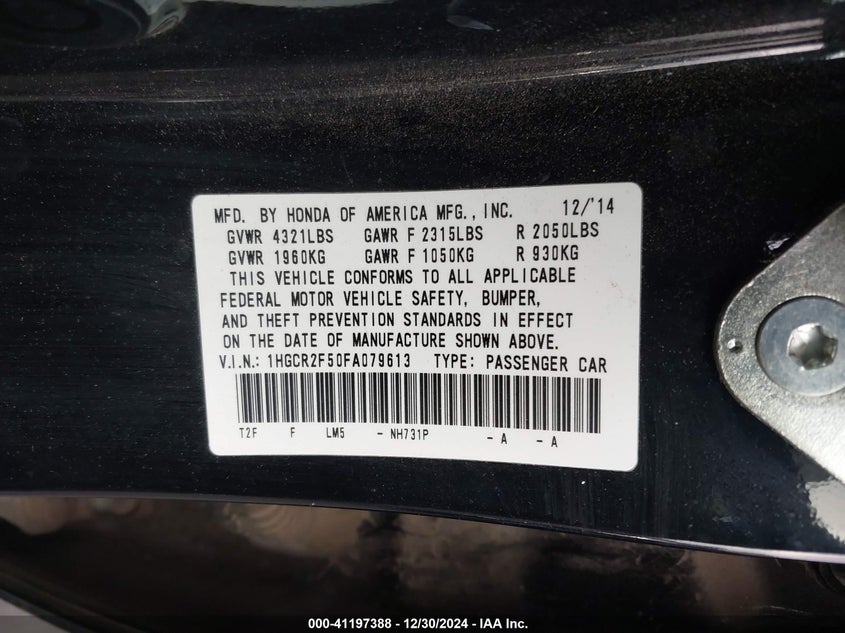 MFD. BY HONDA OF AMERICA MFG., INC. 12/'14
GVWR 4321LBS GAWR F 2315LBS R 2050LBS
GVWR 1960KG GAWR F 1050KG R 930KG
THIS VEHICLE CONFORMS TO ALL APPLICABLE
FEDERAL MOTOR VEHICLE SAFETY, BUMPER,
AND THEFT PREVENTION STANDARDS IN EFFECT
ON THE DATE OF MANUFACTURE SHOWN ABOVE.
V.I.N.: 1HGCR2F50FA079613 TYPE: PASSENGER CAR
T2F F LM5 - NH731P - A - A
000-41197388 - 12/30/2024 - IAA Inc.